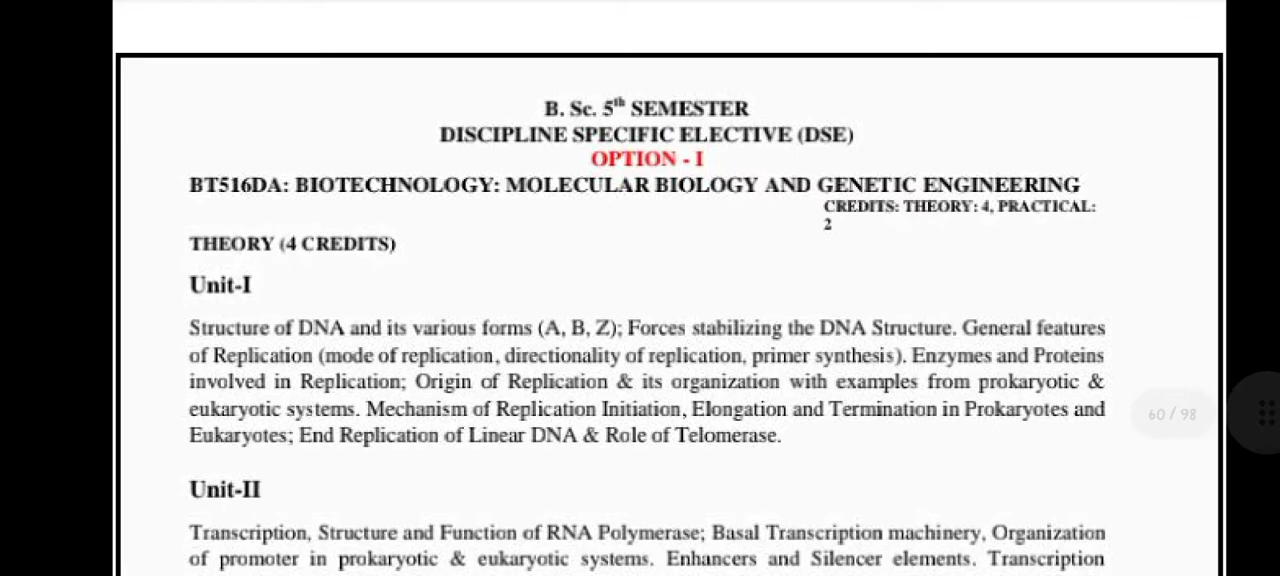 B. Sc. 5th SEMESTER
DISCIPLINE SPECIFIC ELECTIVE (DSE)
OPTION - I
BT516DA: BIOTECHNOLOGY: MOLECULAR BIOLOGY AND GENETIC ENGINEERING
CREDITS: THEORY: 4, PRACTICAL:
2
THEORY (4 CREDITS)
Unit-I
Structure of DNA and its various forms (A, B, Z); Forces stabilizing the DNA Structure. General features
of Replication (mode of replication, directionality of replication, primer synthesis). Enzymes and Proteins
involved in Replication; Origin of Replication & its organization with examples from prokaryotic &
eukaryotic systems. Mechanism of Replication Initiation, Elongation and Termination in Prokaryotes and
Eukaryotes; End Replication of Linear DNA & Role of Telomerase.
60 / 98
Unit-II
Transcription, Structure and Function of RNA Polymerase; Basal Transcription machinery, Organization
of promoter in prokaryotic & eukaryotic systems. Enhancers and Silencer elements. Transcription